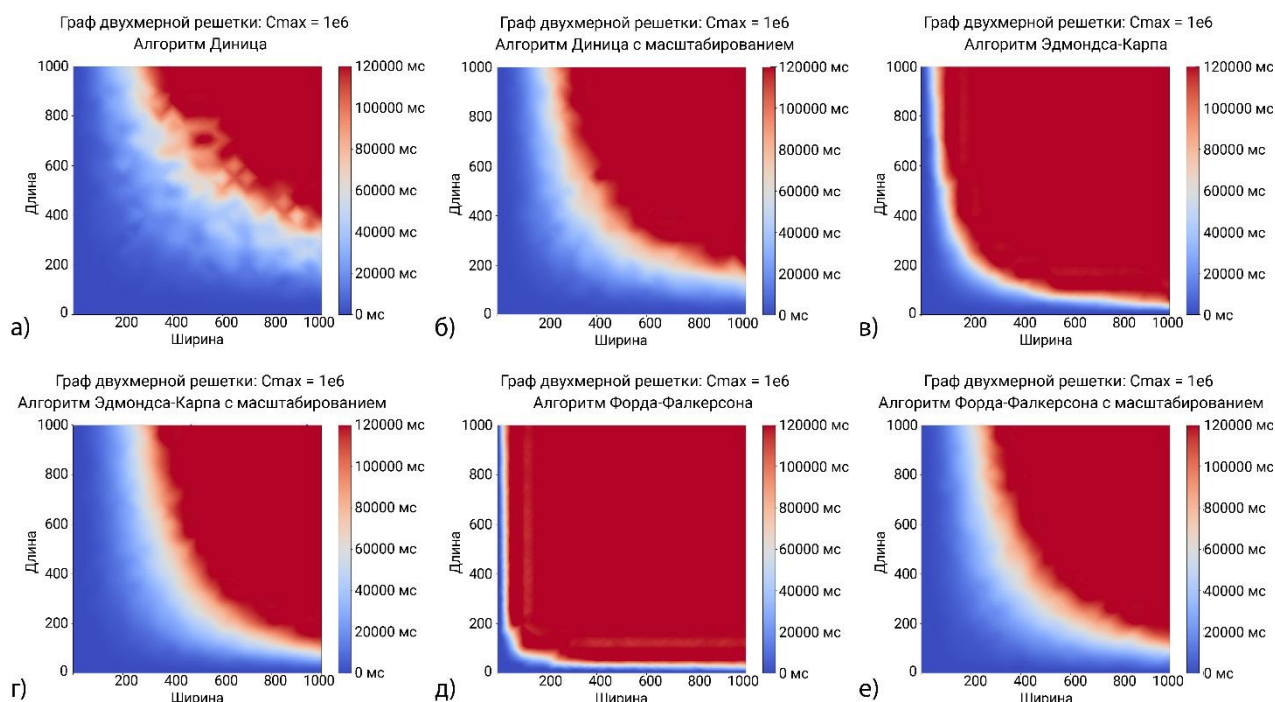 Граф двухмерной решетки: Cmax = 1e6
Алгоритм Диница
1000
800
600
400
200
0
Длина
200 400 600 800 1000
Ширина
120000 мс
100000 мс
80000 мс
60000 мс
40000 мс
20000 мс
0 мс
а)
Граф двухмерной решетки: Cmax = 1e6
Алгоритм Диница с масштабированием
1000
800
600
400
200
0
Длина
200 400 600 800 1000
Ширина
120000 мс
100000 мс
80000 мс
60000 мс
40000 мс
20000 мс
0 мс
б)
Граф двухмерной решетки: Cmax = 1e6
Алгоритм Эдмондса-Карпа
1000
800
600
400
200
0
Длина
200 400 600 800 1000
Ширина
120000 мс
100000 мс
80000 мс
60000 мс
40000 мс
20000 мс
0 мс
в)
Граф двухмерной решетки: Cmax = 1e6
Алгоритм Эдмондса-Карпа с масштабированием
1000
800
600
400
200
0
Длина
200 400 600 800 1000
Ширина
120000 мс
100000 мс
80000 мс
60000 мс
40000 мс
20000 мс
0 мс
г)
Граф двухмерной решетки: Cmax = 1e6
Алгоритм Форда-Фалкерсона
1000
800
600
400
200
0
Длина
200 400 600 800 1000
Ширина
120000 мс
100000 мс
80000 мс
60000 мс
40000 мс
20000 мс
0 мс
д)
Граф двухмерной решетки: Cmax = 1e6
Алгоритм Форда-Фалкерсона с масштабированием
1000
800
600
400
200
0
Длина
200 400 600 800 1000
Ширина
120000 мс
100000 мс
80000 мс
60000 мс
40000 мс
20000 мс
0 мс
е)